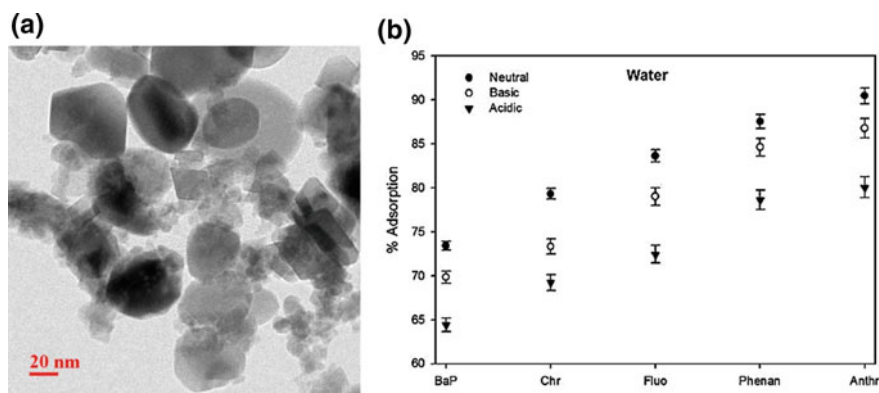 (a)
20 nm
(b)
Water
Neutral
Basic
Acidic
% Adsorption
95
90
85
80
75
70
65
60
BaP
Chr
Fluo
Phenan
Anthr